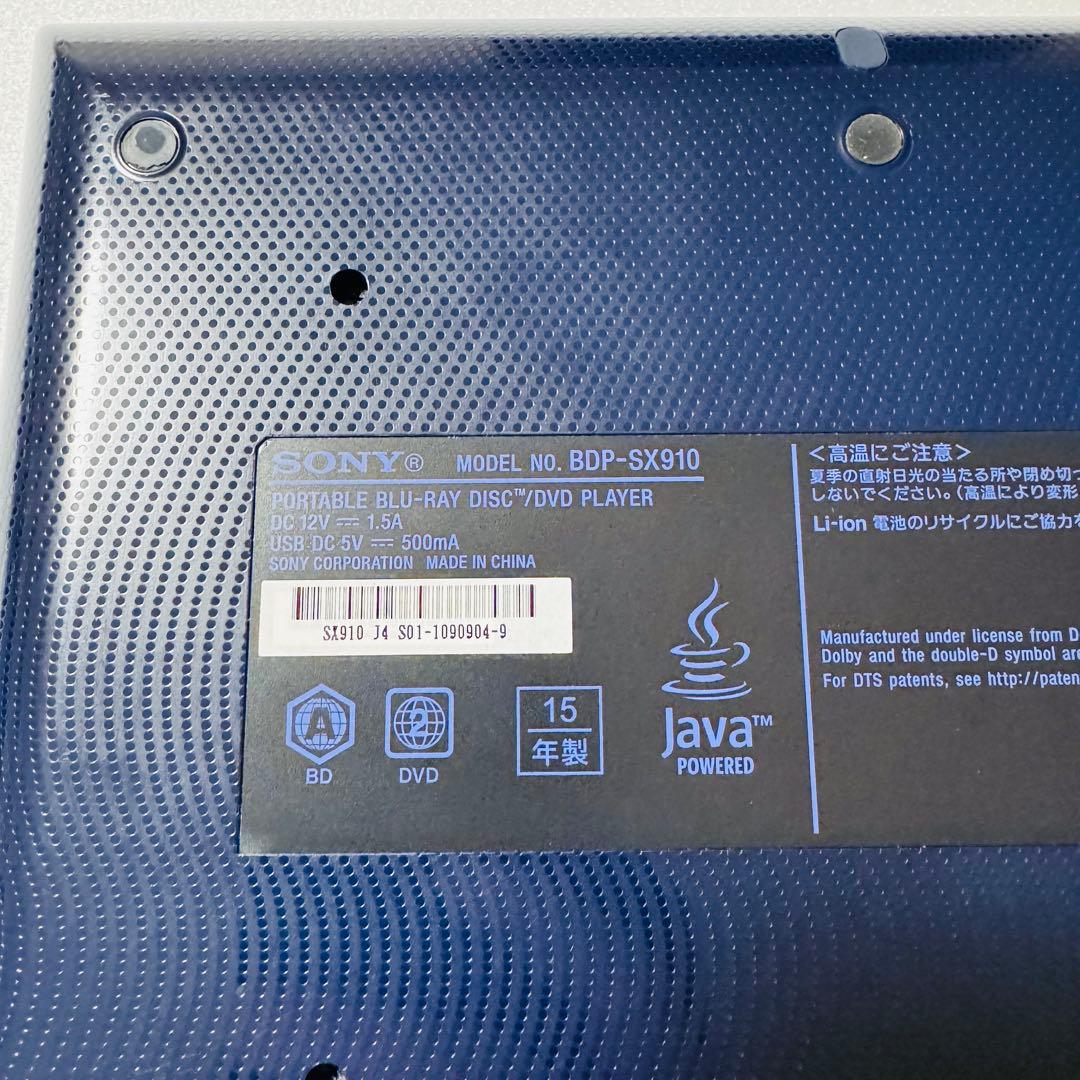 SONY® MODEL NO. BDP-SX910
PORTABLE BLU-RAY DISC™/DVD PLAYER
DC 12V ⎓ 1.5A
USB DC 5V ⎓ 500mA
SONY CORPORATION MADE IN CHINA
SX910 J4 S01-1090904-9
A
BD
2
DVD
15
年製
Java™
POWERED
<高温にご注意>
夏季の直射日光の当たる所や閉め切っ
しないでください。(高温により変形
Li-ion 電池のリサイクルにご協力を
Manufactured under license from D
Dolby and the double-D symbol are
For DTS patents, see http://paten